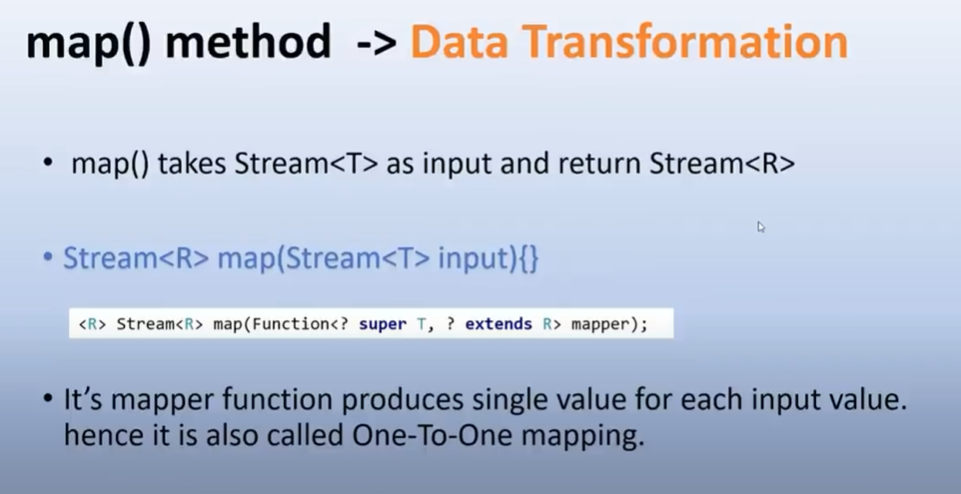 map() method -> Data Transformation
• map() takes Stream<T> as input and return Stream<R>
• Stream<R> map(Stream<T> input){}
<R> Stream<R> map(Function<? super T, ? extends R> mapper);
• It's mapper function produces single value for each input value.
hence it is also called One-To-One mapping.